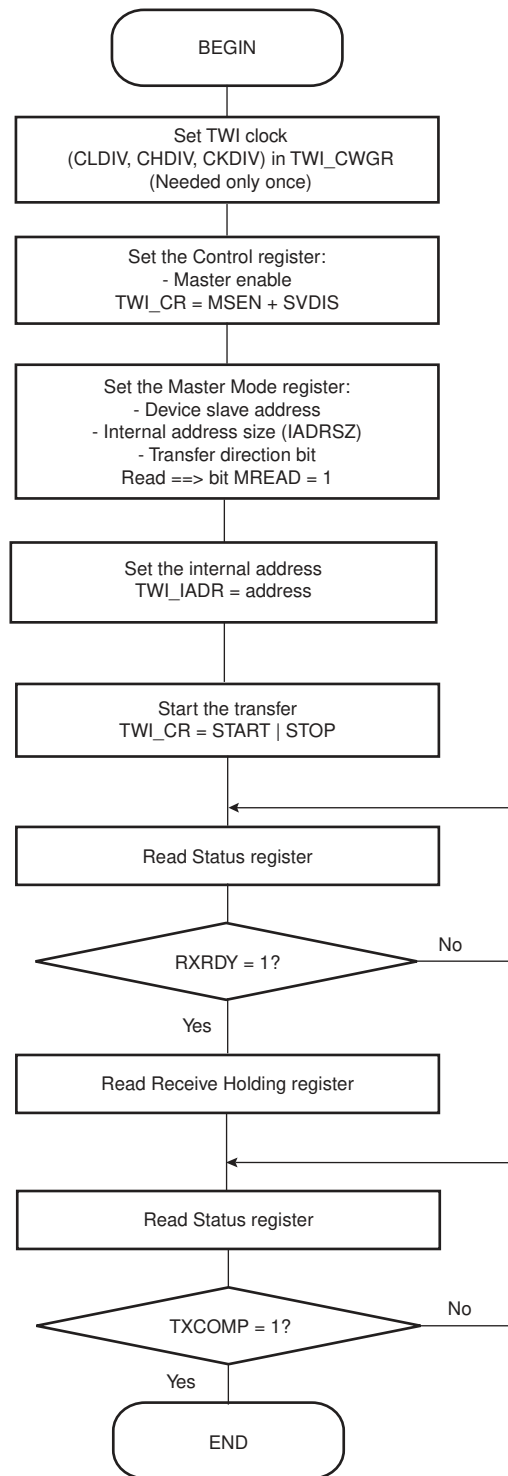 BEGIN
Set TWI clock
(CLDIV, CHDIV, CKDIV) in TWI_CWGR
(Needed only once)
Set the Control register:
- Master enable
TWI_CR = MSEN + SVDIS
Set the Master Mode register:
- Device slave address
- Internal address size (IADRSZ)
- Transfer direction bit
Read ==> bit MREAD = 1
Set the internal address
TWI_IADR = address
Start the transfer
TWI_CR = START | STOP
Read Status register
RXRDY = 1?
No
Yes
Read Receive Holding register
Read Status register
TXCOMP = 1?
No
Yes
END